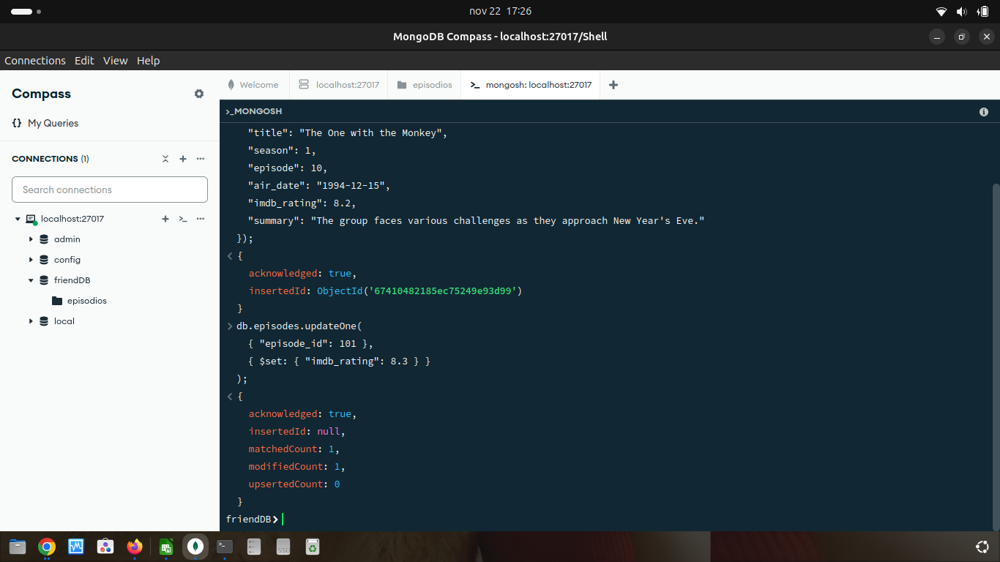 nov 22 17:26
MongoDB Compass - localhost:27017/Shell
Connections Edit View Help
Compass
{} My Queries
CONNECTIONS (1)
Search connections
localhost:27017
admin
config
friendDB
episodios
local
Welcome
localhost:27017
episodios
mongosh: localhost:27017
>_MONGOSH
"title": "The One with the Monkey",
"season": 1,
"episode": 10,
"air_date": "1994-12-15",
"imdb_rating": 8.2,
"summary": "The group faces various challenges as they approach New Year's Eve."
});
< {
acknowledged: true,
insertedId: ObjectId('67410482185ec75249e93d99')
}
> db.episodes.updateOne(
{ "episode_id": 101 },
{ $set: { "imdb_rating": 8.3 } }
);
< {
acknowledged: true,
insertedId: null,
matchedCount: 1,
modifiedCount: 1,
upsertedCount: 0
}
friendDB>
SSD